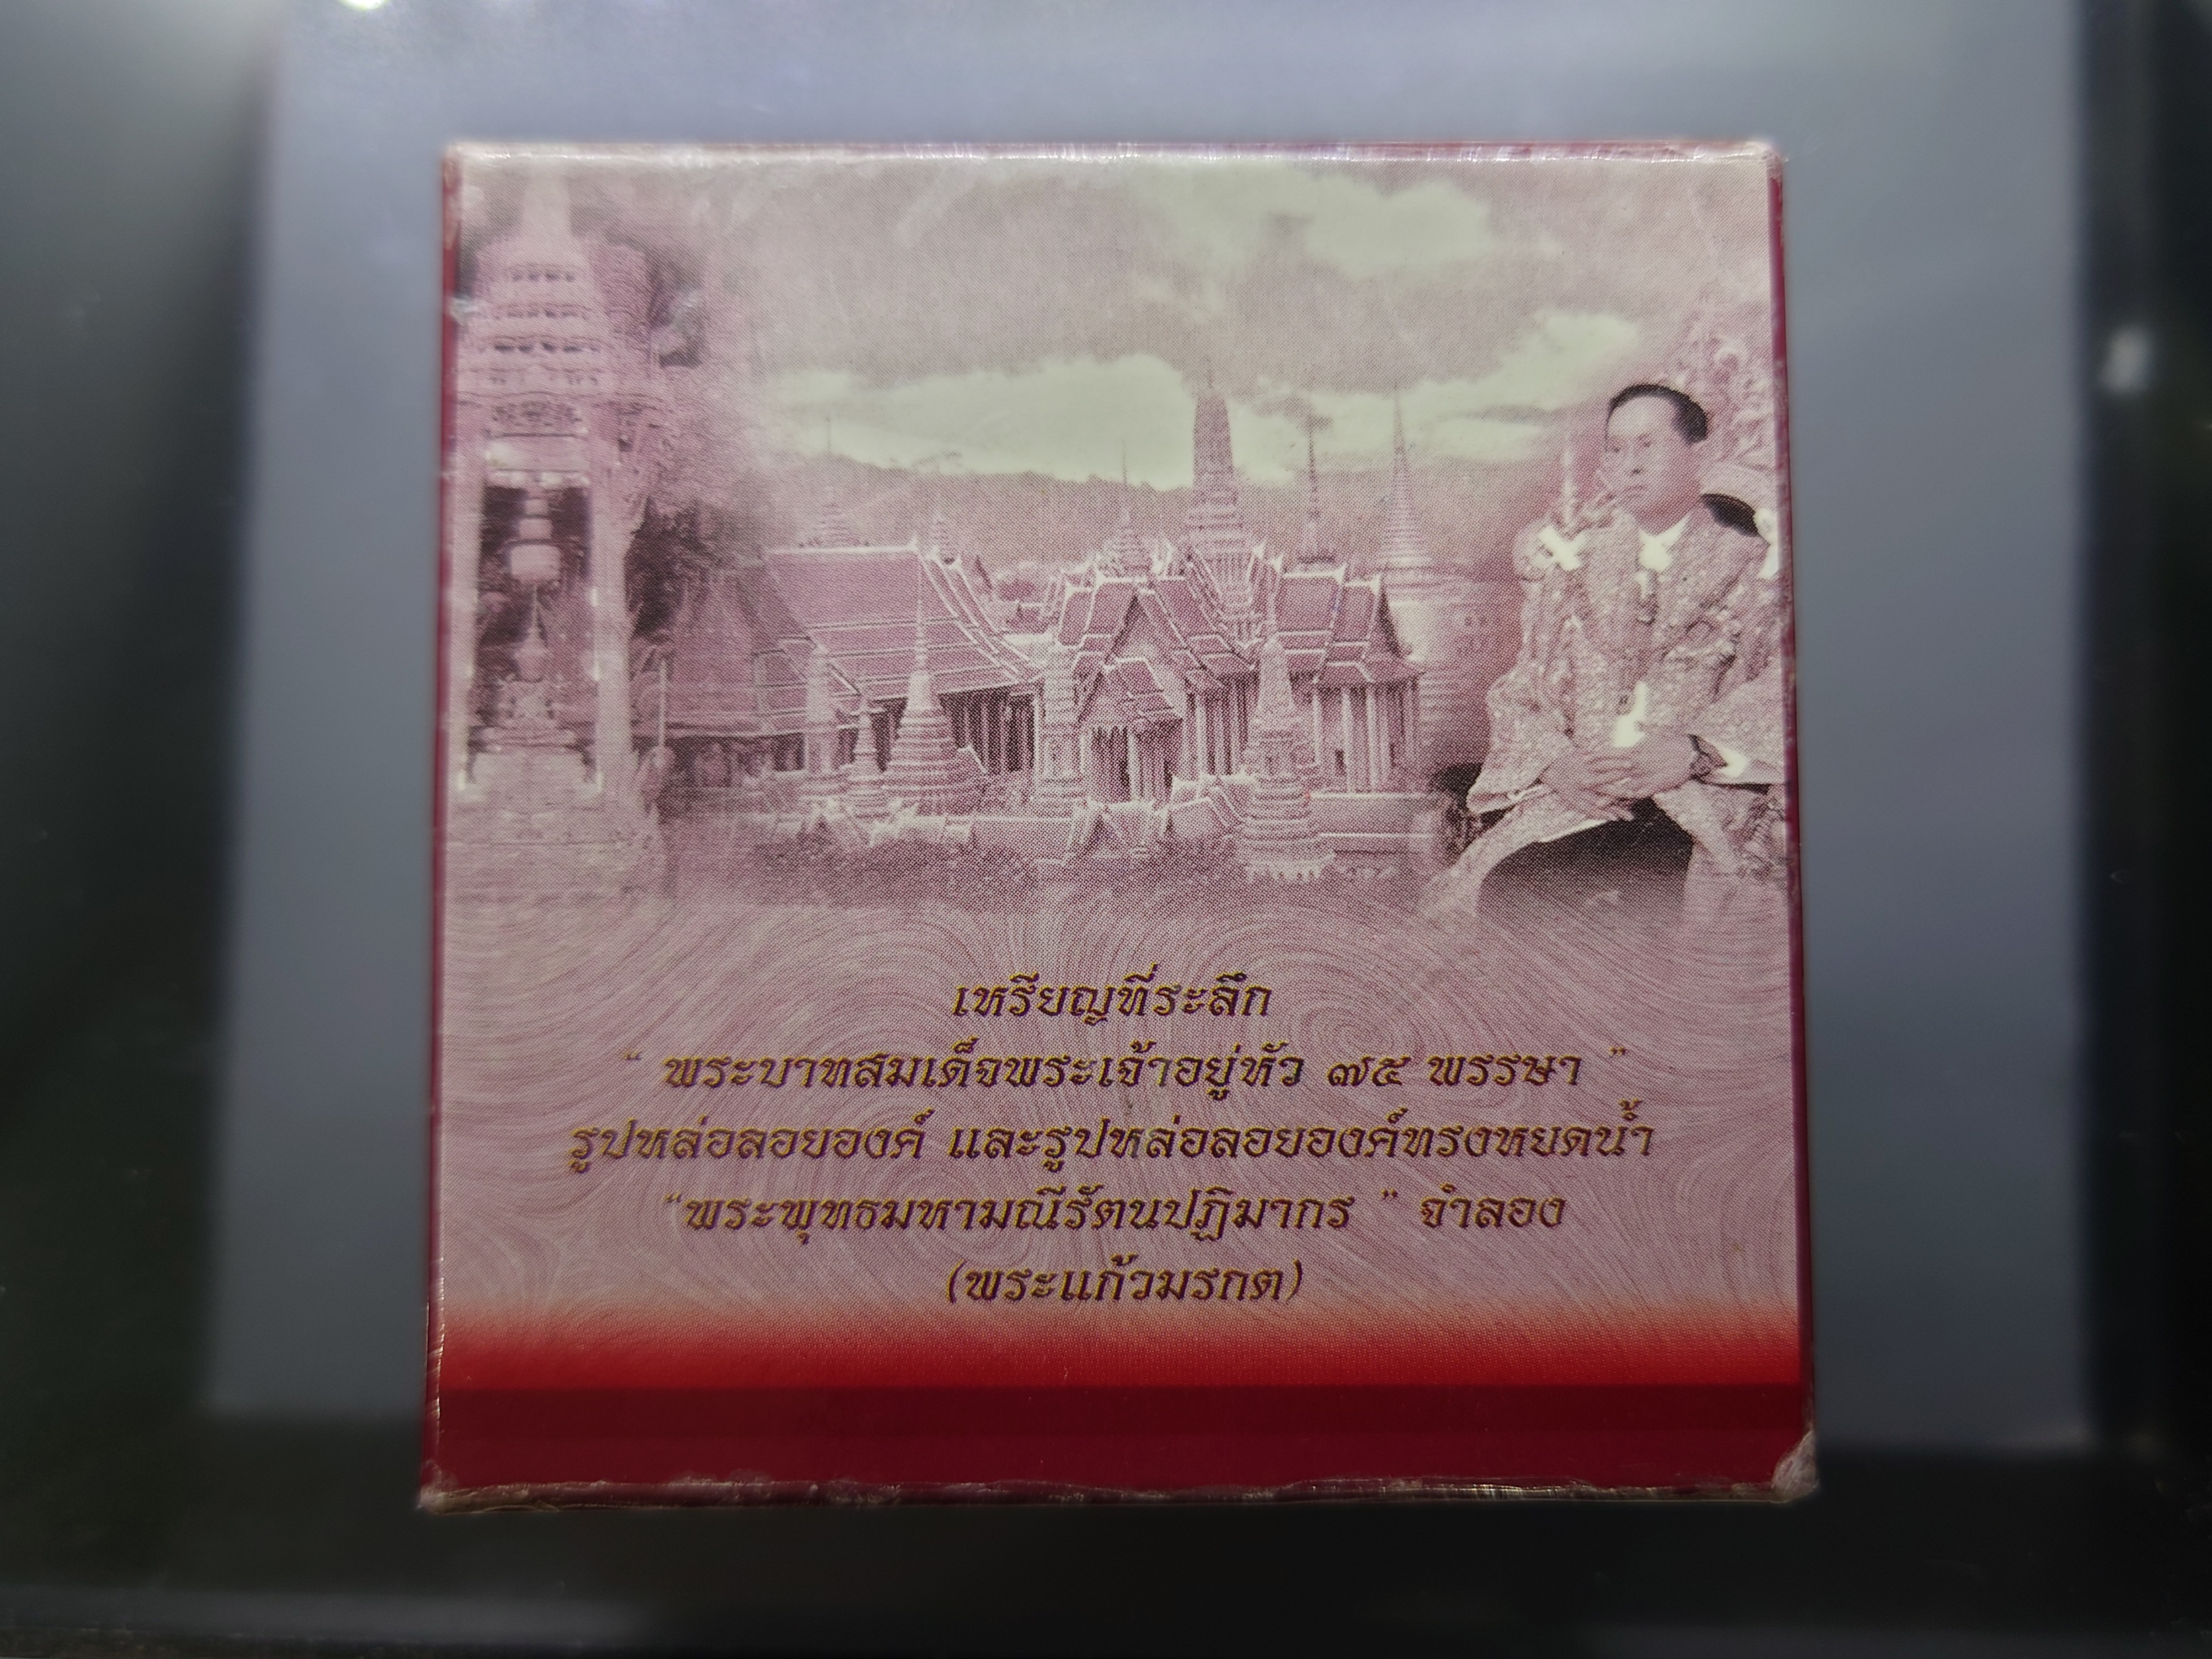 เหรียญที่ระลึก
" พระบาทสมเด็จพระเจ้าอยู่หัว ๗๕ พรรษา "
รูปหล่อลอยองค์ และรูปหล่อลอยองค์ทรงหยดน้ำ
"พระพุทธมหามณีรัตนปฏิมากร " จำลอง
(พระแก้วมรกต)